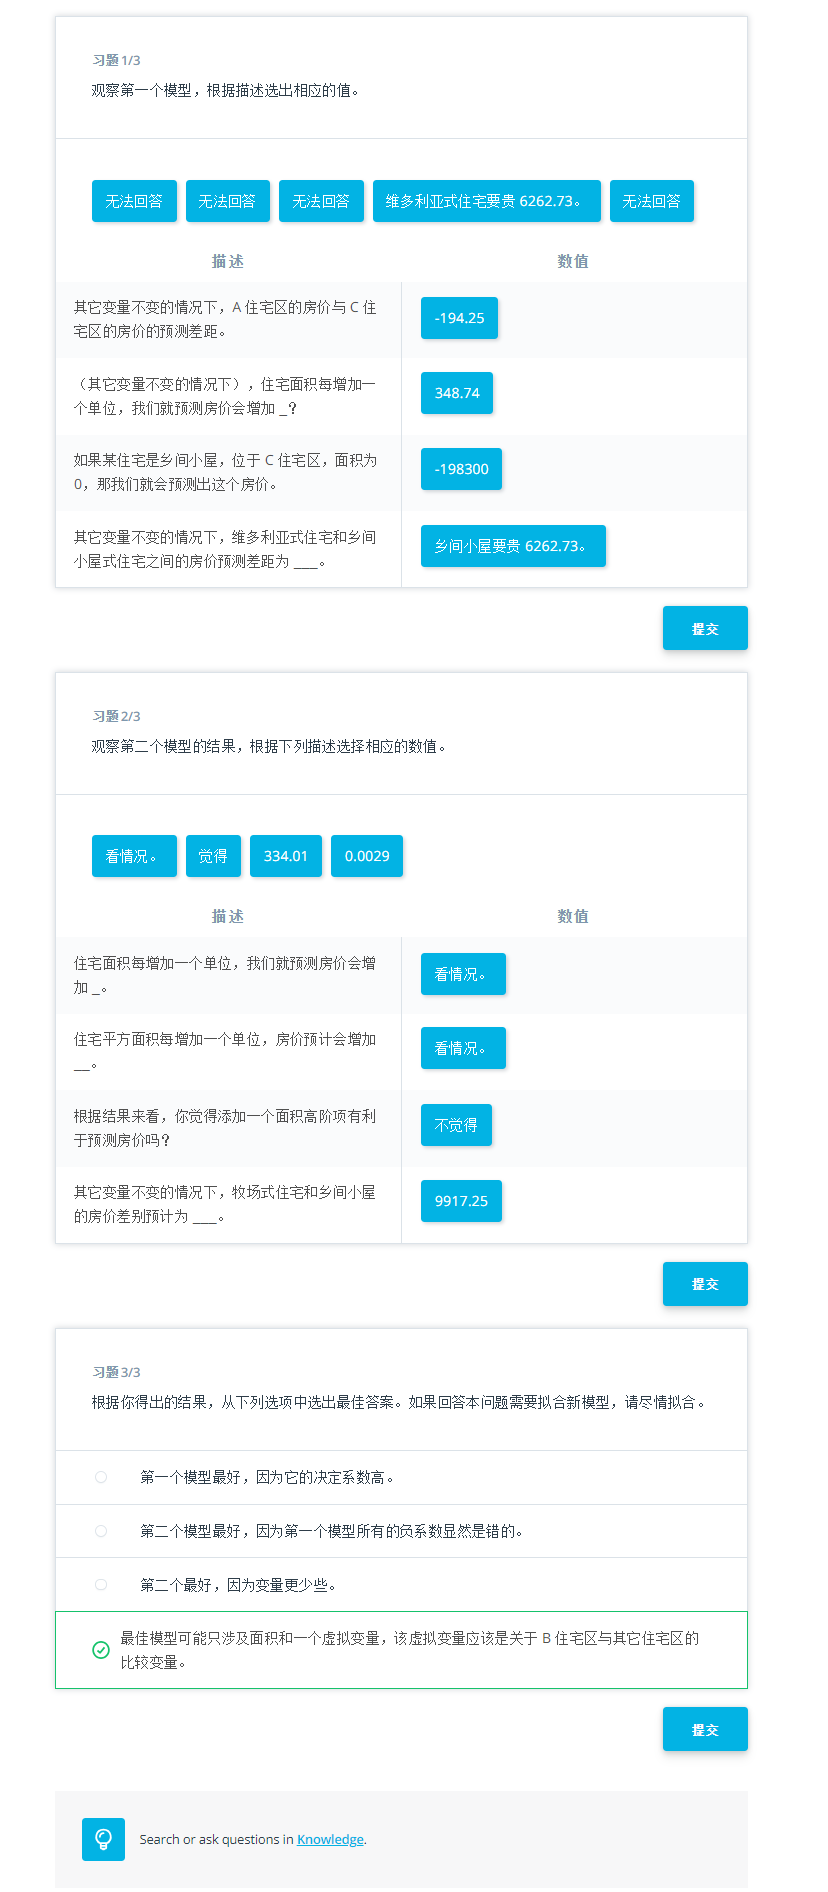 习题 1/3
观察第一个模型，根据描述选出相应的值。
无法回答
无法回答
无法回答
维多利亚式住宅要贵 6262.73。
无法回答
描述
数值
其它变量不变的情况下，A 住宅区的房价与 C 住
宅区的房价的预测差距。
-194.25
（其它变量不变的情况下），住宅面积每增加一
个单位，我们就预测房价会增加 _？
348.74
如果某住宅是乡间小屋，位于 C 住宅区，面积为
0，那我们就会预测出这个房价。
-198300
其它变量不变的情况下，维多利亚式住宅和乡间
小屋式住宅之间的房价预测差距为 ___。
乡间小屋要贵 6262.73。
提交
习题 2/3
观察第二个模型的结果，根据下列描述选择相应的数值。
看情况。
觉得
334.01
0.0029
描述
数值
住宅面积每增加一个单位，我们就预测房价会增
加 _。
看情况。
住宅平方面积每增加一个单位，房价预计会增加
__。
看情况。
根据结果来看，你觉得添加一个面积高阶项有利
于预测房价吗？
不觉得
其它变量不变的情况下，牧场式住宅和乡间小屋
的房价差别预计为 ___。
9917.25
提交
习题 3/3
根据你得出的结果，从下列选项中选出最佳答案。如果回答本问题需要拟合新模型，请尽情拟合。
第一个模型最好，因为它的决定系数高。
第二个模型最好，因为第一个模型所有的负系数显然是错的。
第二个最好，因为变量更少些。
最佳模型可能只涉及面积和一个虚拟变量，该虚拟变量应该是关于 B 住宅区与其它住宅区的
比较变量。
提交
Search or ask questions in Knowledge.